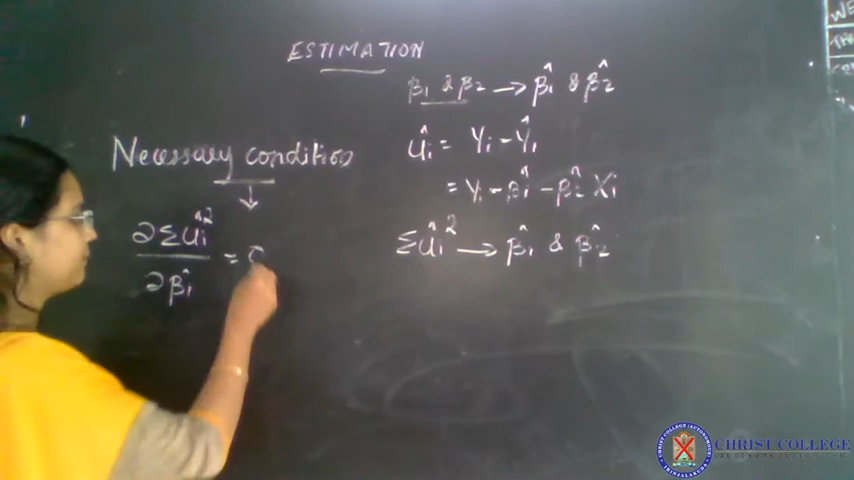 ESTIMATION
β1 & β2 → β̂1 & β̂2
ûi = Yi - Ŷi
= Yi - β̂1 - β̂2 Xi
Σûi² → β̂1 & β̂2
Necessary condition
↓
∂Σûi²
∂β̂1
= 0
WE
CHRIST COLLEGE